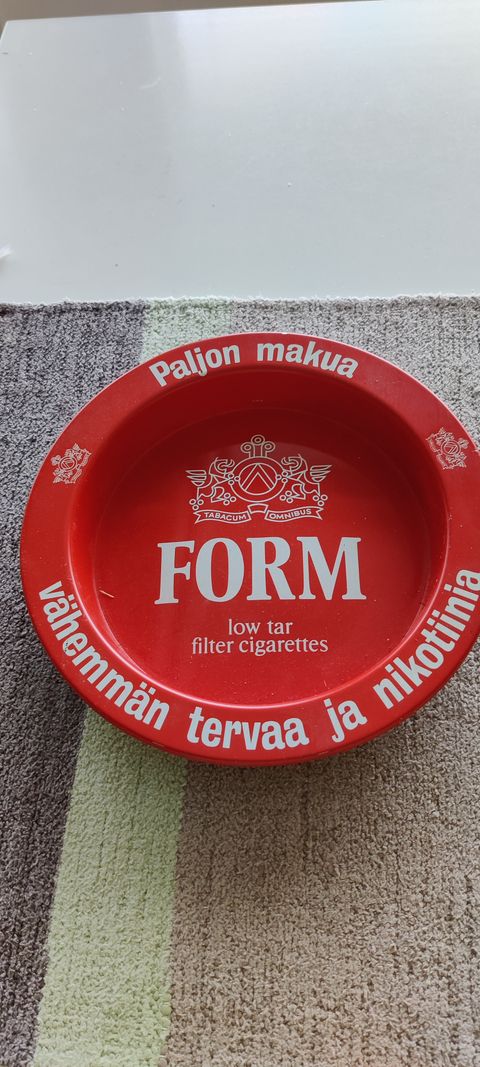 Paljon makua
TABACUM OMNIBUS
FORM
low tar
filter cigarettes
vähemmän tervaa ja nikotiinia